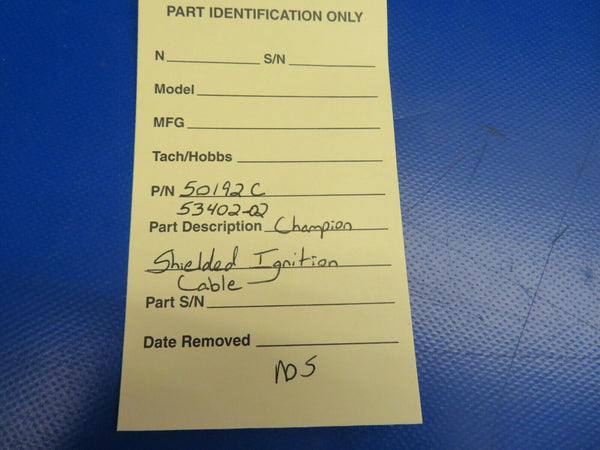 PART IDENTIFICATION ONLY
N S/N
Model
MFG
Tach/Hobbs
P/N 50192C
53402-02
Part Description Champion
Shielded Ignition
Cable
Part S/N
Date Removed
NS